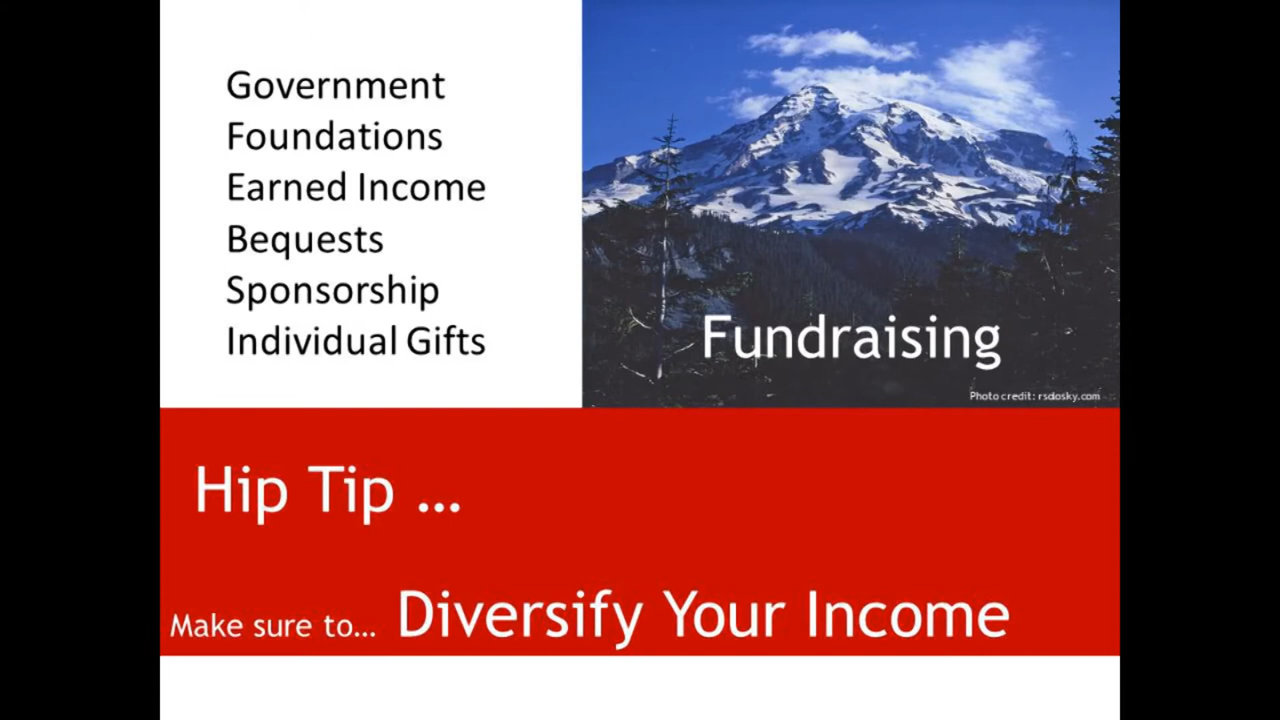 Government
Foundations
Earned Income
Bequests
Sponsorship
Individual Gifts
Fundraising
Photo credit: rsdosky.com
Hip Tip ...
Make sure to... Diversify Your Income